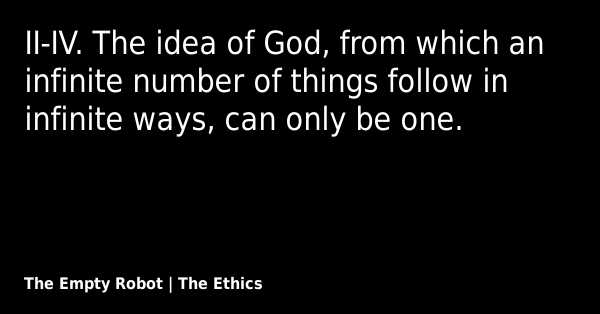 II-IV. The idea of God, from which an
infinite number of things follow in
infinite ways, can only be one.
The Empty Robot | The Ethics